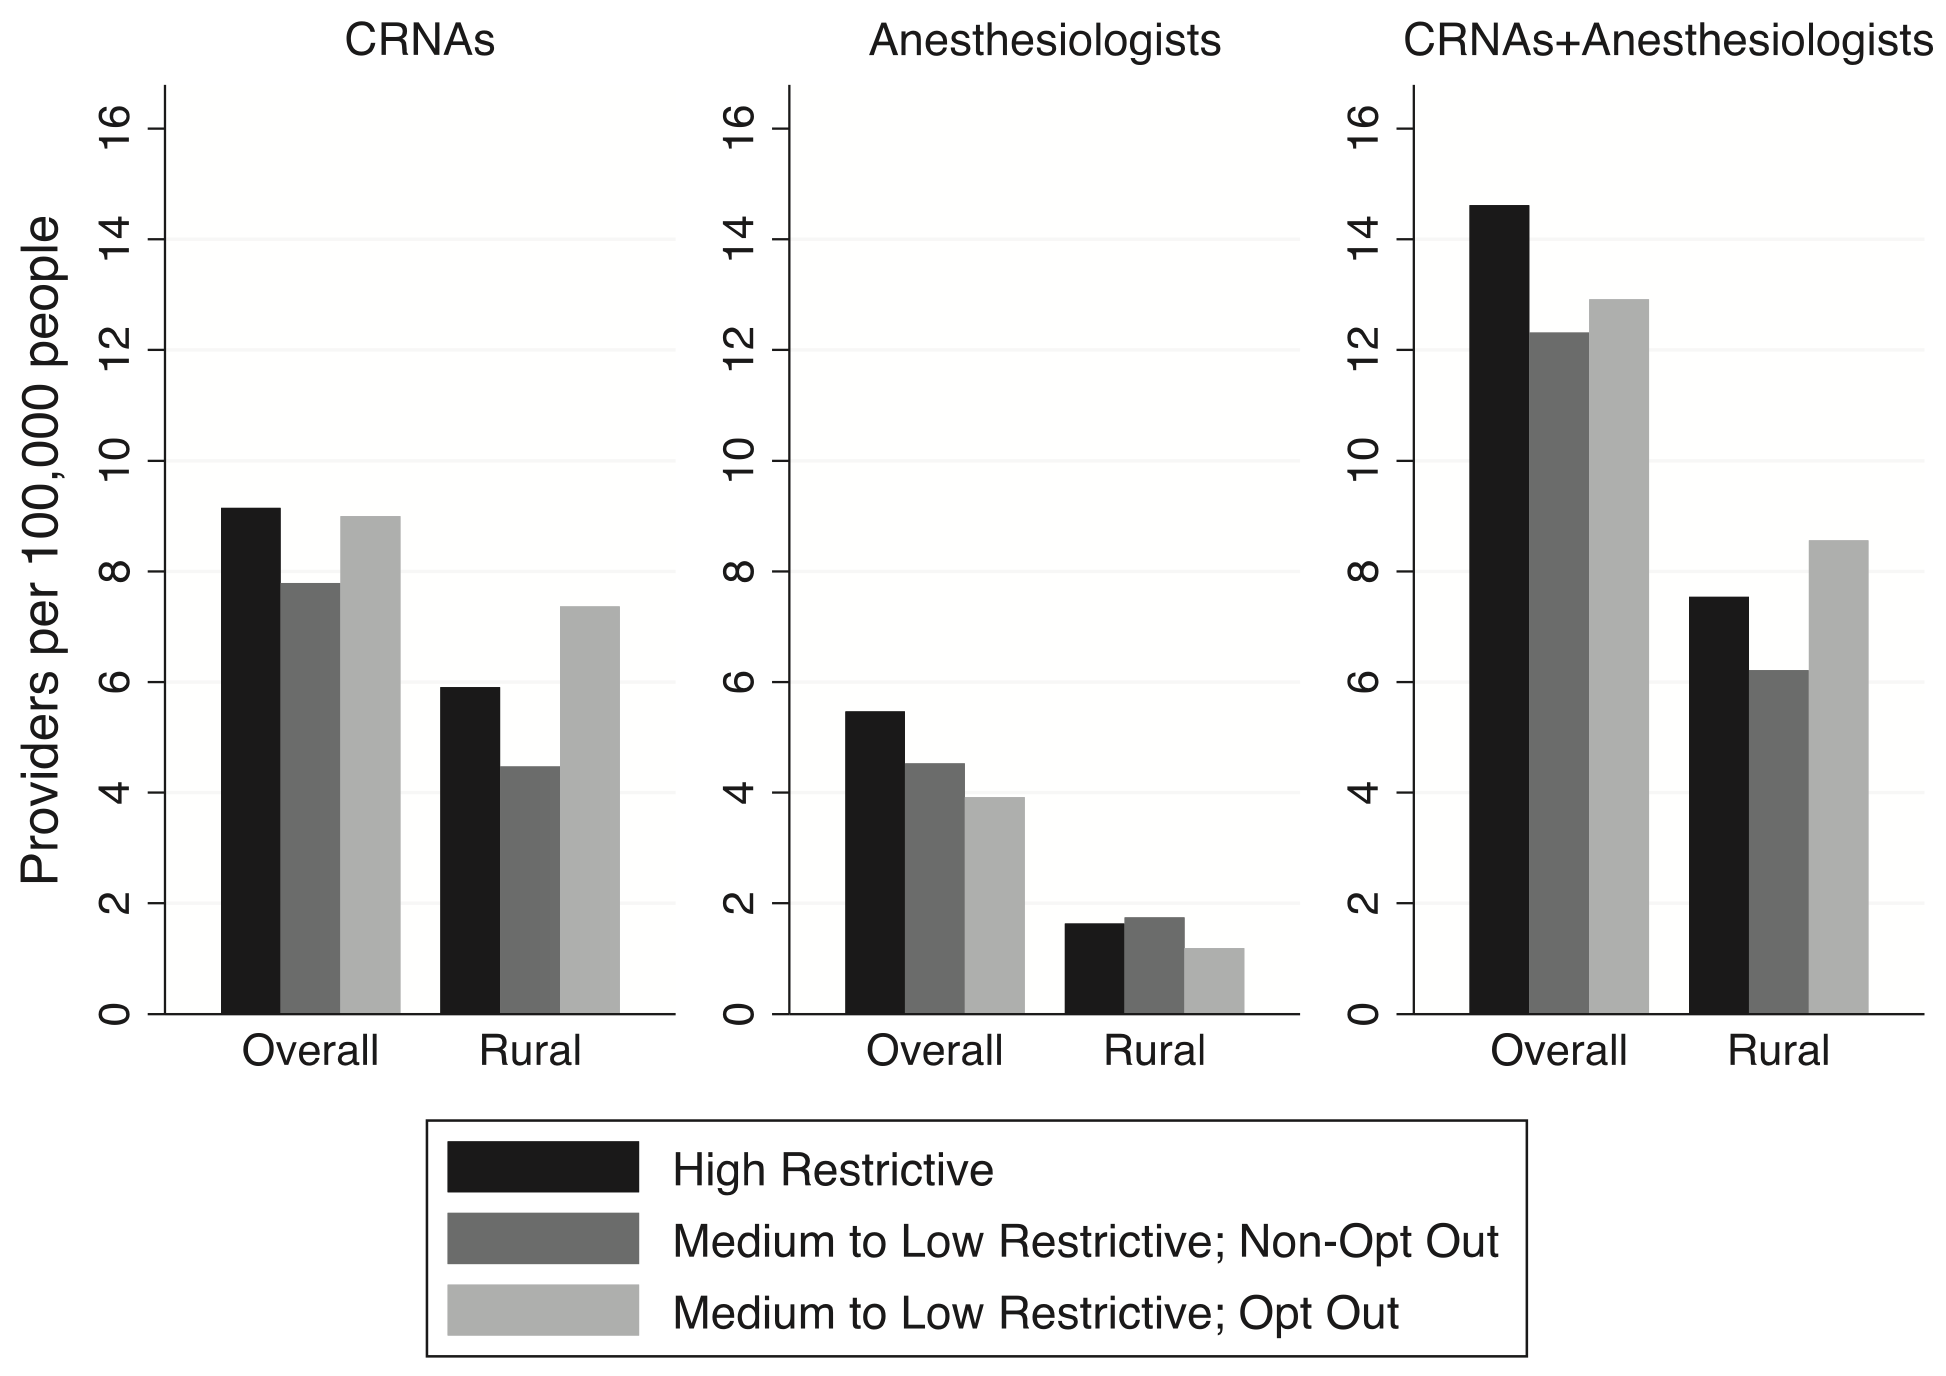 CRNAs
Anesthesiologists
CRNAs+Anesthesiologists
Providers per 100,000 people
16
14
12
10
8
6
4
2
0
Overall
Rural
16
14
12
10
8
6
4
2
0
Overall
Rural
16
14
12
10
8
6
4
2
0
Overall
Rural
High Restrictive
Medium to Low Restrictive; Non-Opt Out
Medium to Low Restrictive; Opt Out